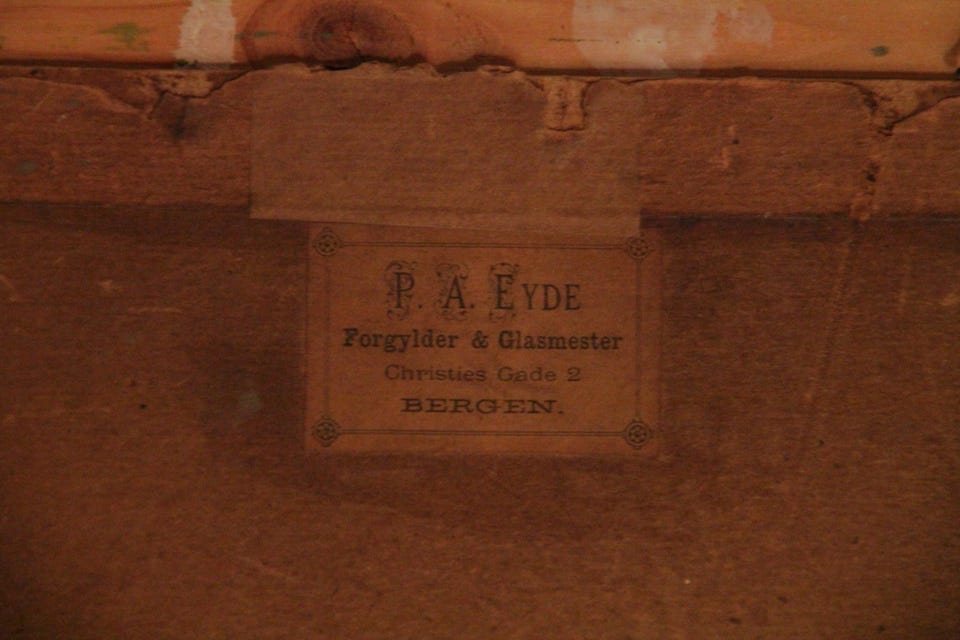 P. A. EYDE
Forgylder & Glasmester
Christies Gade 2
BERGEN.